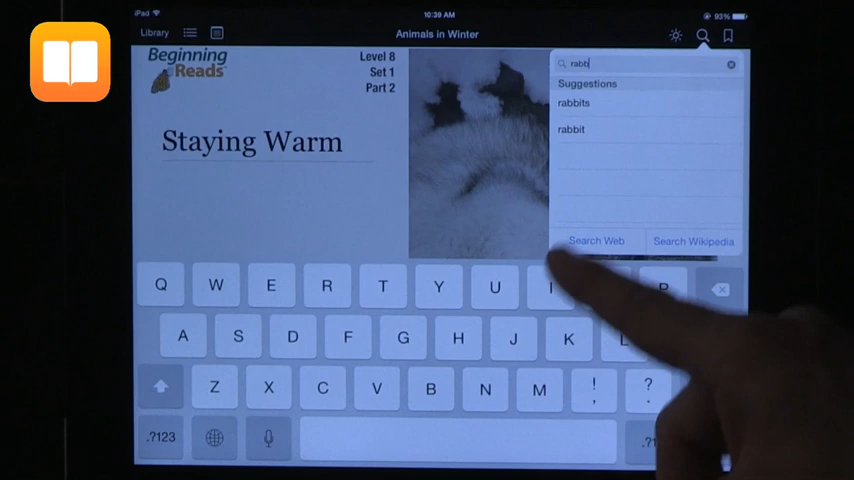 iPad
10:39 AM
93%
Library
Animals in Winter
Beginning
Reads
Level 8
Set 1
Part 2
Staying Warm
rabb
Suggestions
rabbits
rabbit
Search Web
Search Wikipedia
Q W E R T Y U I P
A S D F G H J K L
Z X C V B N M ! , ? .
.?123